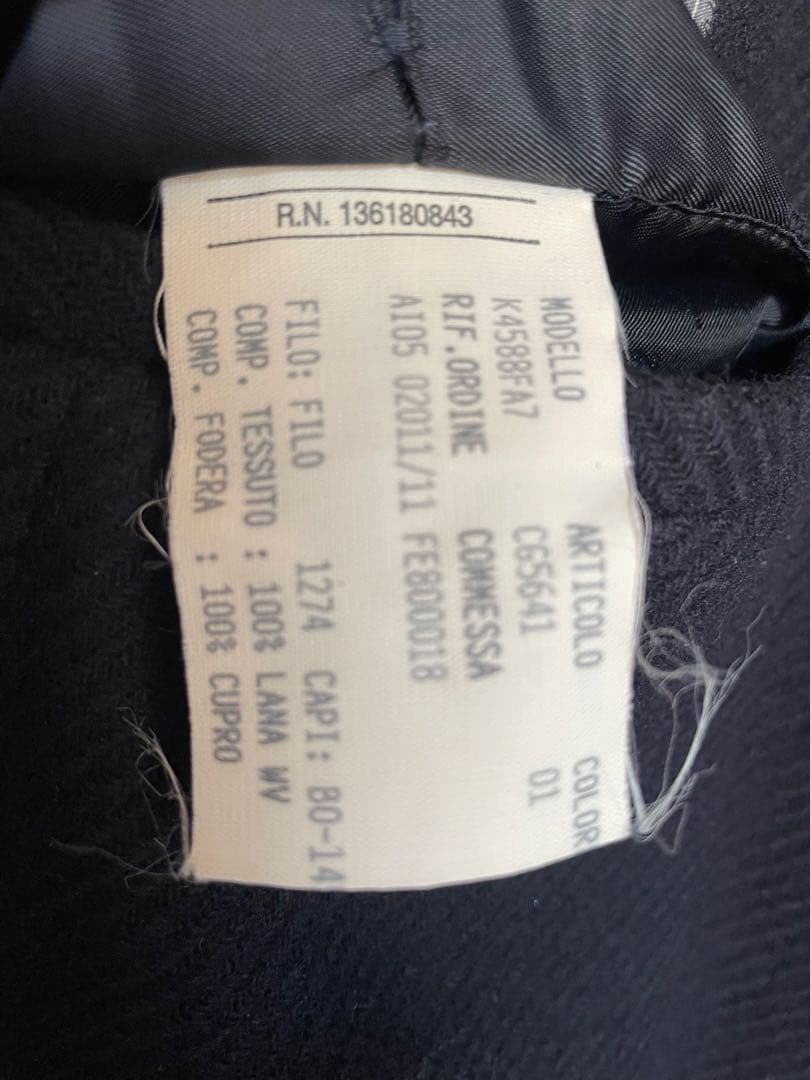 R.N. 136180843
MODELLO ARTICOLO COLOR
K4588FA7 CG5641 01
RIF.ORDINE COMMESSA
AI05 02011/11 FE800018
FILO: FILO 1274 CAPI: 80-14
COMP. TESSUTO : 100% LANA WV
COMP. FODERA : 100% CUPRO